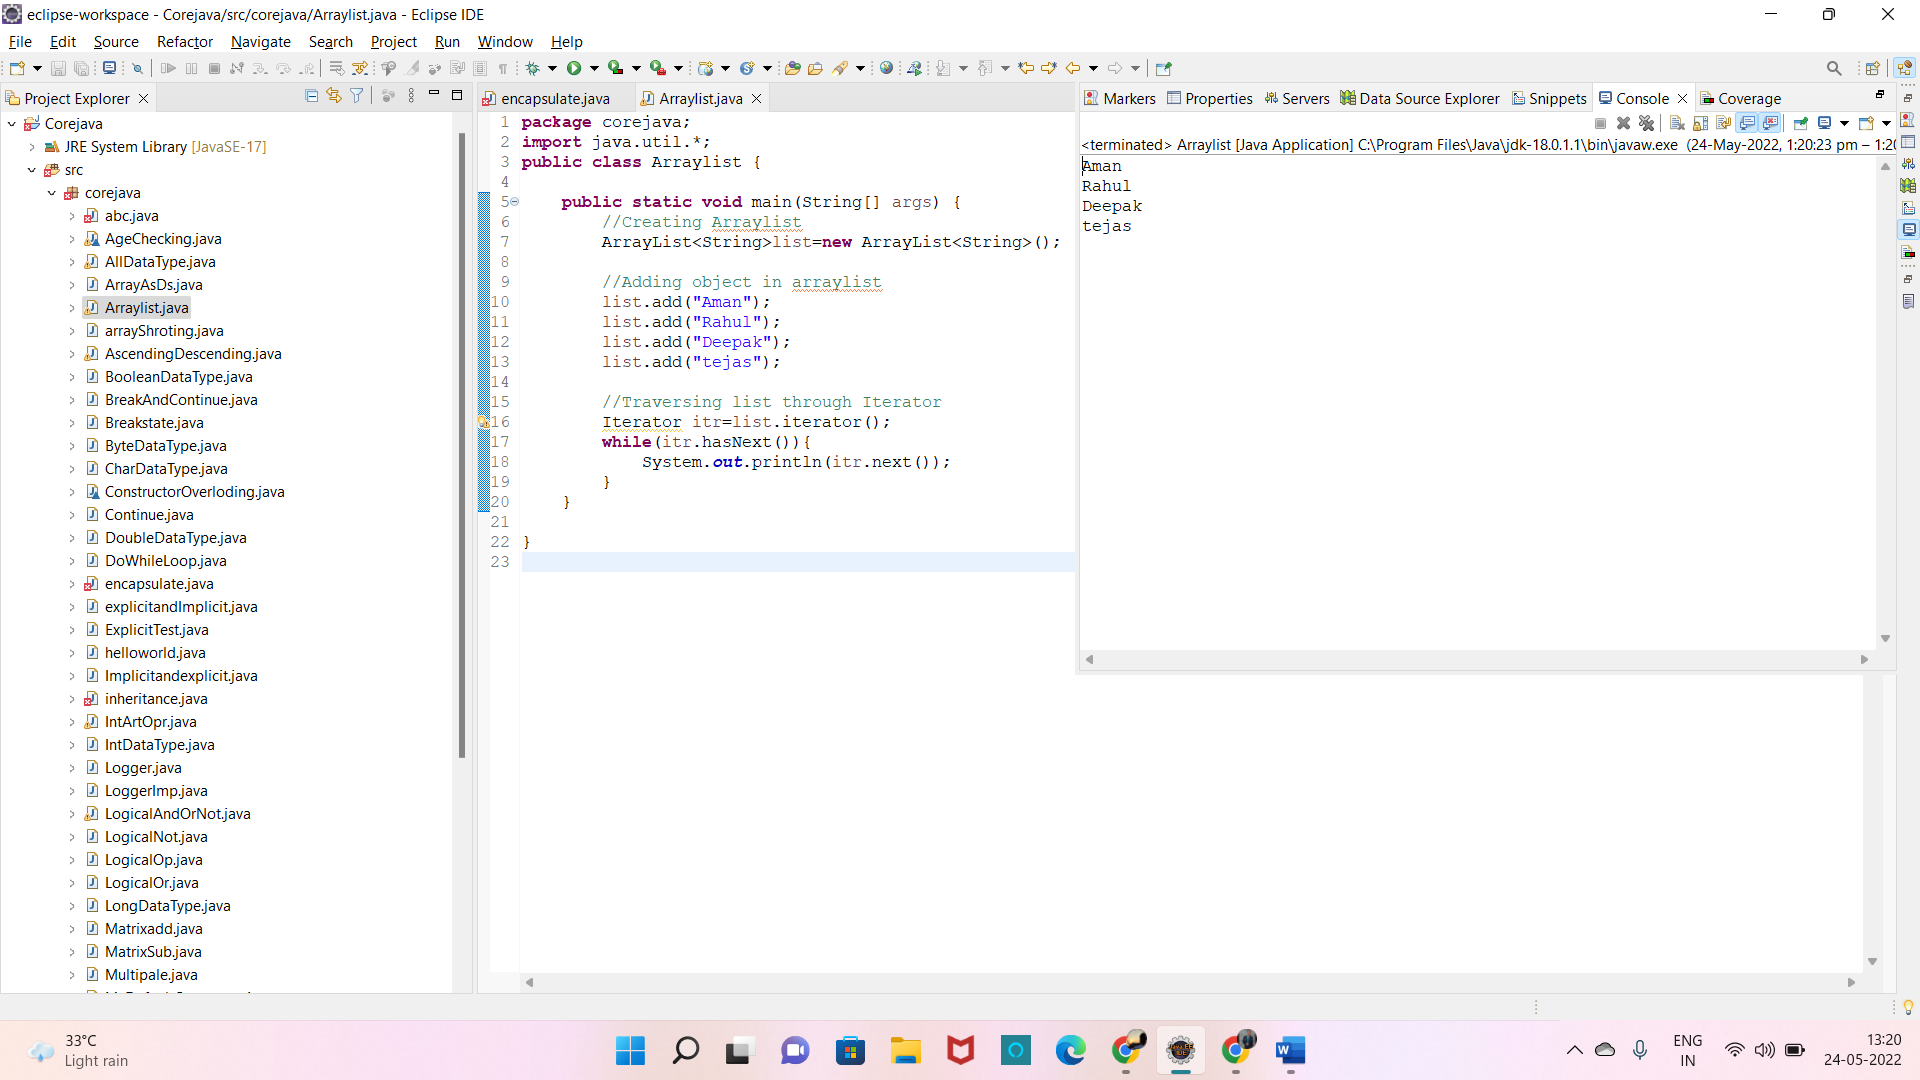 eclipse-workspace - Corejava/src/corejava/Arraylist.java - Eclipse IDE
File Edit Source Refactor Navigate Search Project Run Window Help
Project Explorer
Corejava
JRE System Library [JavaSE-17]
src
corejava
abc.java
AgeChecking.java
AllDataType.java
ArrayAsDs.java
Arraylist.java
arrayShroting.java
AscendingDescending.java
BooleanDataType.java
BreakAndContinue.java
Breakstate.java
ByteDataType.java
CharDataType.java
ConstructorOverloding.java
Continue.java
DoubleDataType.java
DoWhileLoop.java
encapsulate.java
explicitandImplicit.java
ExplicitTest.java
helloworld.java
Implicitandexplicit.java
inheritance.java
IntArtOpr.java
IntDataType.java
Logger.java
LoggerImp.java
LogicalAndOrNot.java
LogicalNot.java
LogicalOp.java
LogicalOr.java
LongDataType.java
Matrixadd.java
MatrixSub.java
Multipale.java
encapsulate.java Arraylist.java
1 package corejava;
2 import java.util.*;
3 public class Arraylist {
4
5 public static void main(String[] args) {
6 //Creating Arraylist
7 ArrayList<String>list=new ArrayList<String>();
8
9 //Adding object in arraylist
10 list.add("Aman");
11 list.add("Rahul");
12 list.add("Deepak");
13 list.add("tejas");
14
15 //Traversing list through Iterator
16 Iterator itr=list.iterator();
17 while(itr.hasNext()){
18 System.out.println(itr.next());
19 }
20 }
21
22 }
23
Markers Properties Servers Data Source Explorer Snippets Console Coverage
<terminated> Arraylist [Java Application] C:\Program Files\Java\jdk-18.0.1.1\bin\javaw.exe (24-May-2022, 1:20:23 pm – 1:20
Aman
Rahul
Deepak
tejas
33°C
Light rain
ENG
IN
13:20
24-05-2022